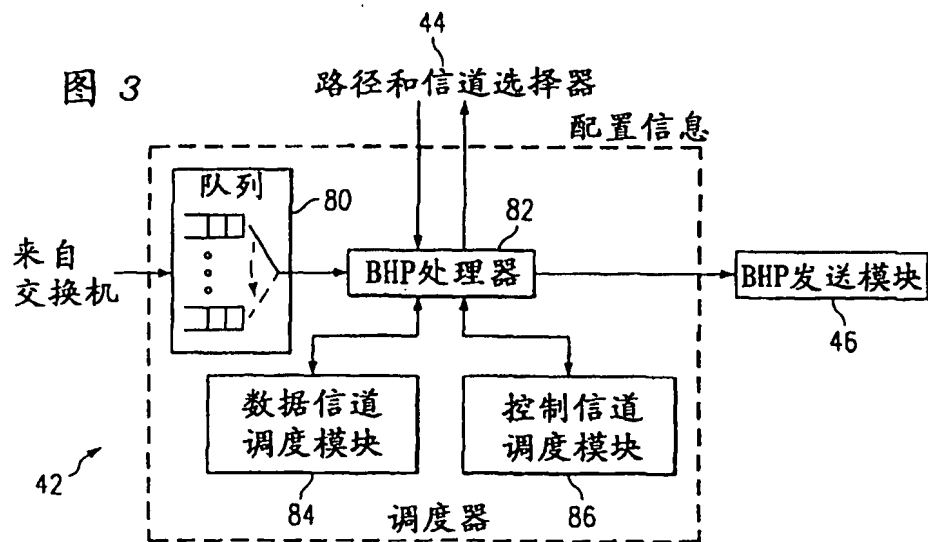 图 3
44
路径和信道选择器
配置信息
队列
80
82
来自
交换机
BHP处理器
BHP发送模块
46
数据信道
调度模块
控制信道
调度模块
42
84
调度器
86